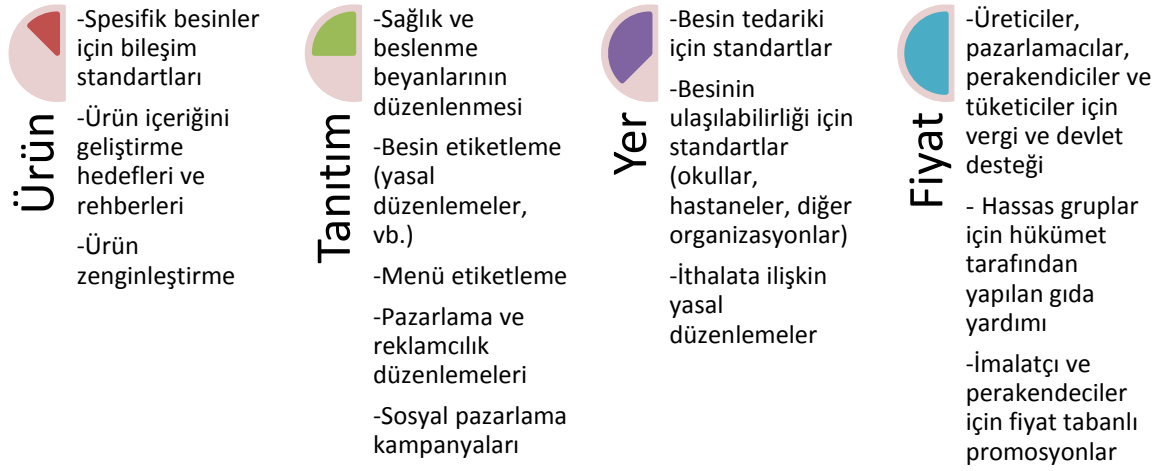 Ürün
-Spesifik besinler
için bileşim
standartları
-Ürün içeriğini
geliştirme
hedefleri ve
rehberleri
-Ürün
zenginleştirme
Tanıtım
-Sağlık ve
beslenme
beyanlarının
düzenlenmesi
-Besin etiketleme
(yasal
düzenlemeler,
vb.)
-Menü etiketleme
-Pazarlama ve
reklamcılık
düzenlemeleri
-Sosyal pazarlama
kampanyaları
Yer
-Besin tedariki
için standartlar
-Besinin
ulaşılabilirliği için
standartlar
(okullar,
hastaneler, diğer
organizasyonlar)
-İthalata ilişkin
yasal
düzenlemeler
Fiyat
-Üreticiler,
pazarlamacılar,
perakendiciler ve
tüketiciler için
vergi ve devlet
desteği
- Hassas gruplar
için hükümet
tarafından
yapılan gıda
yardımı
-İmalatçı ve
perakendeciler
için fiyat tabanlı
promosyonlar